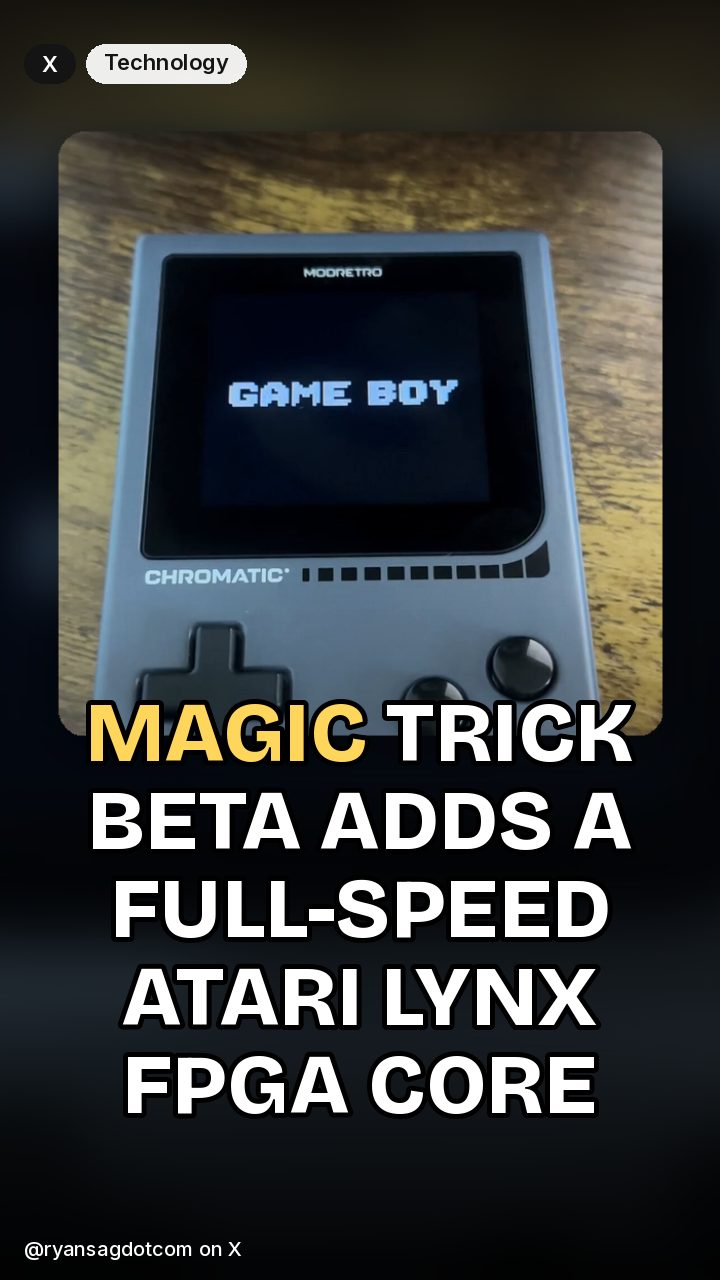 X
Technology
MODRETRO
GAME BOY
CHROMATIC
MAGIC TRICK
BETA ADDS A
FULL-SPEED
ATARI LYNX
FPGA CORE
@ryansagdotcom on X